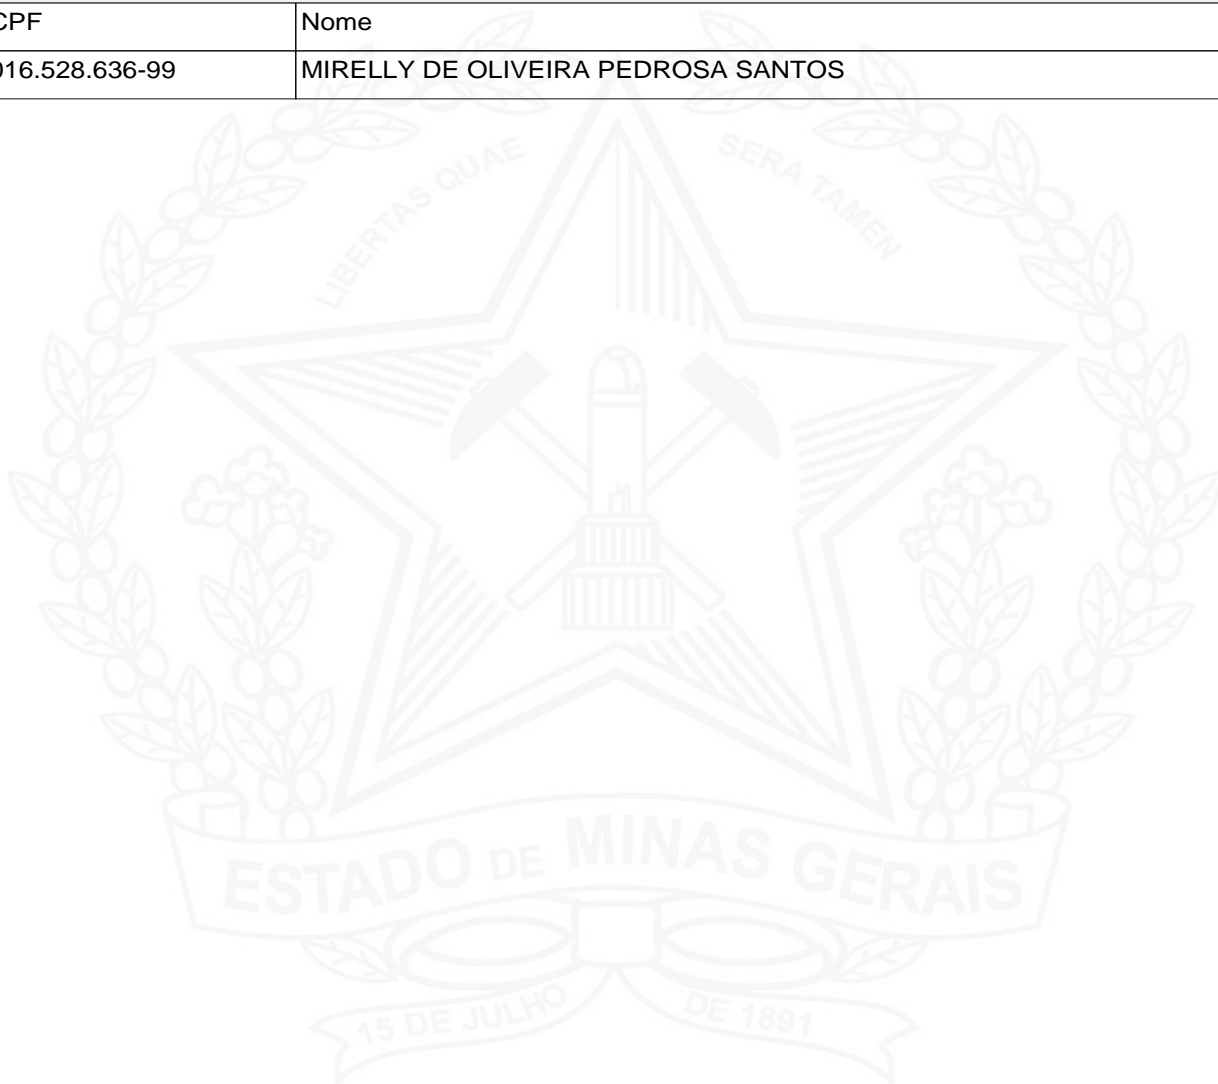 CPF Nome
016.528.636-99 MIRELLY DE OLIVEIRA PEDROSA SANTOS
LIBERTAS QUAE SERA TAMEN
ESTADO DE MINAS GERAIS
15 DE JULHO DE 1891